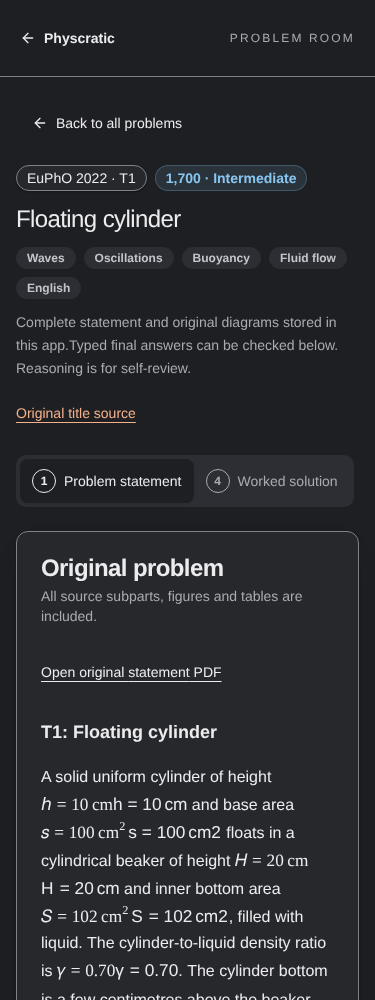 Physcratic
PROBLEM ROOM
Back to all problems
EuPhO 2022 · T1
1,700 · Intermediate
Floating cylinder
Waves
Oscillations
Buoyancy
Fluid flow
English
Complete statement and original diagrams stored in
this app.Typed final answers can be checked below.
Reasoning is for self-review.
Original title source
1 Problem statement
4 Worked solution
Original problem
All source subparts, figures and tables are
included.
Open original statement PDF
T1: Floating cylinder
A solid uniform cylinder of height
h = 10 cmh = 10 cm and base area
s = 100 cm² s = 100 cm2 floats in a
cylindrical beaker of height H = 20 cm
H = 20 cm and inner bottom area
S = 102 cm² S = 102 cm2, filled with
liquid. The cylinder-to-liquid density ratio
is γ = 0.70γ = 0.70. The cylinder bottom
is a few centimetres above the beaker